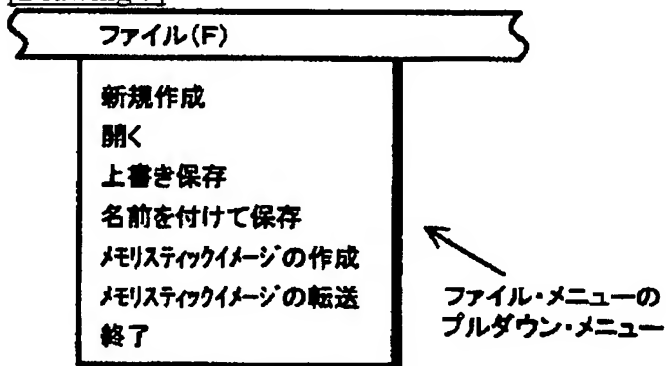 ファイル(F)
新規作成
開く
上書き保存
名前を付けて保存
メモリスティックイメージの作成
メモリスティックイメージの転送
終了
ファイル・メニューの
プルダウン・メニュー